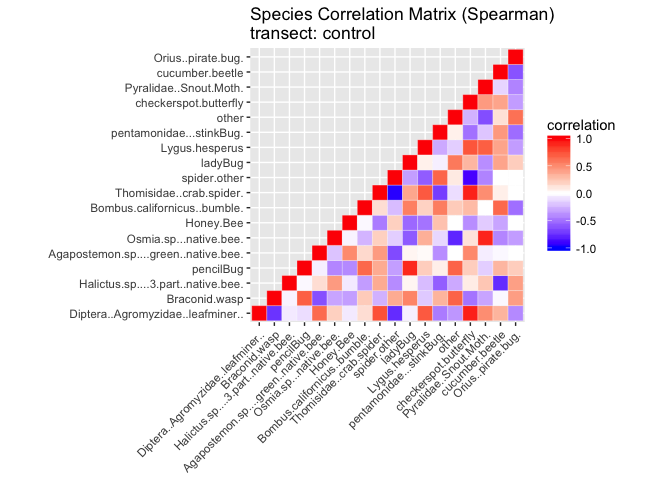 Species Correlation Matrix (Spearman)
transect: control
Orius..pirate.bug.
cucumber.beetle
Pyralidae..Snout.Moth.
checkerspot.butterfly
other
pentamonidae...stinkBug.
Lygus.hesperus
ladyBug
spider.other
Thomisidae..crab.spider.
Bombus.californicus..bumble.
Honey.Bee
Osmia.sp...native.bee.
Agapostemon.sp....green..native.bee.
pencilBug
Halictus.sp....3.part..native.bee.
Braconid.wasp
Diptera..Agromyzidae..leafminer..
Diptera..Agromyzidae..leafminer..
Braconid.wasp
Halictus.sp....3.part..native.bee.
pencilBug
Agapostemon.sp....green..native.bee.
Osmia.sp...native.bee.
Honey.Bee
Bombus.californicus..bumble.
Thomisidae..crab.spider.
spider.other
ladyBug
Lygus.hesperus
pentamonidae...stinkBug.
other
checkerspot.butterfly
Pyralidae..Snout.Moth.
cucumber.beetle
Orius..pirate.bug.
correlation
1.0
0.5
0.0
-0.5
-1.0